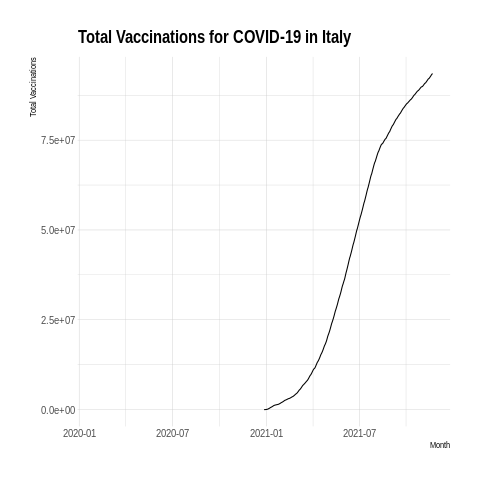 Total Vaccinations for COVID-19 in Italy
Total Vaccinations
7.5e+07
5.0e+07
2.5e+07
0.0e+00
2020-01 2020-07 2021-01 2021-07
Month